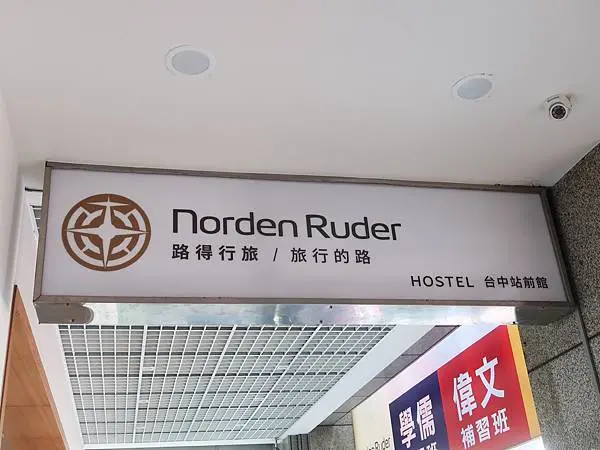 norden Ruder
路得行旅 / 旅行的路
HOSTEL 台中站前館
學儒
偉文
補習班